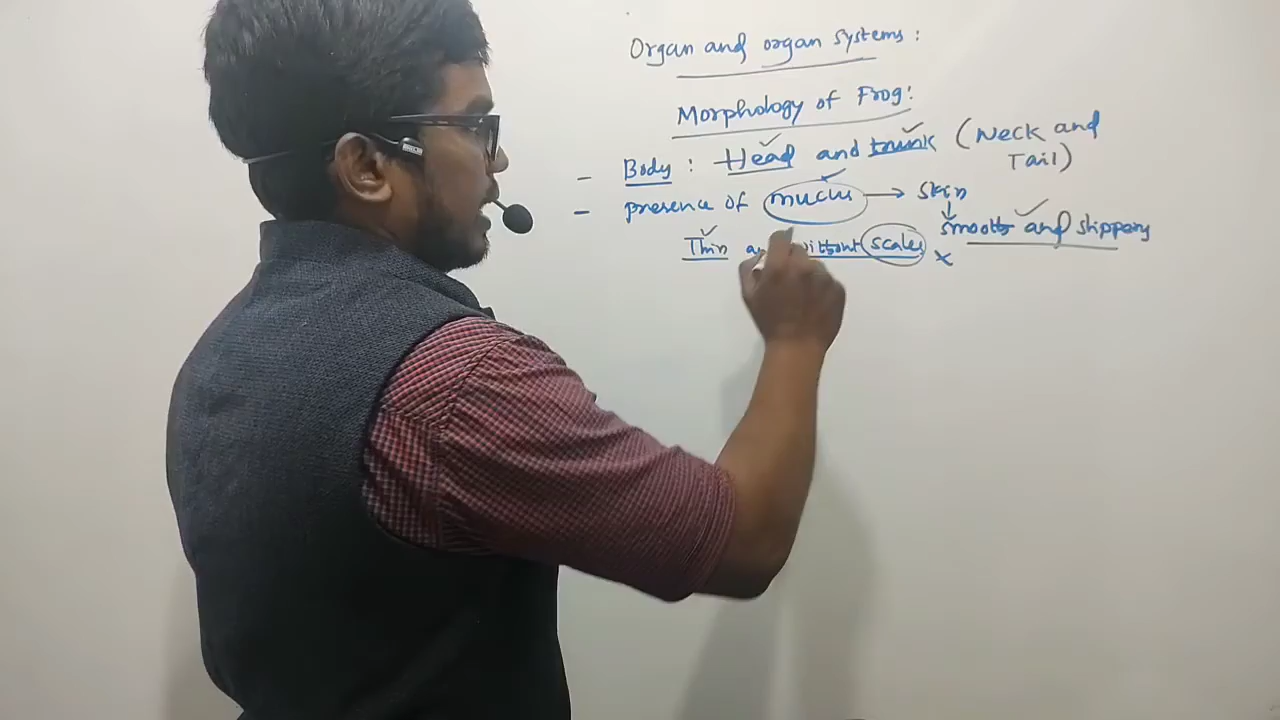 Organ and organ systems :
Morphology of Frog :
- Body : Head and trunk (Neck and Tail)
- presence of mucus → skin
↓
smooth and slippery
Thin without scales ×